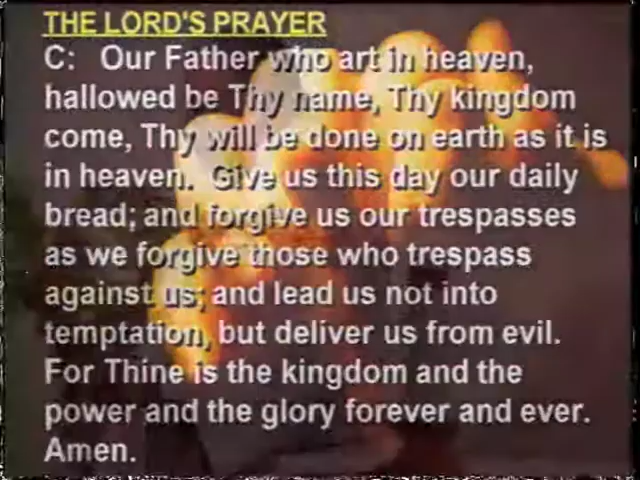 THE LORD'S PRAYER
C: Our Father who art in heaven,
hallowed be Thy name, Thy kingdom
come, Thy will be done on earth as it is
in heaven. Give us this day our daily
bread; and forgive us our trespasses
as we forgive those who trespass
against us; and lead us not into
temptation, but deliver us from evil.
For Thine is the kingdom and the
power and the glory forever and ever.
Amen.